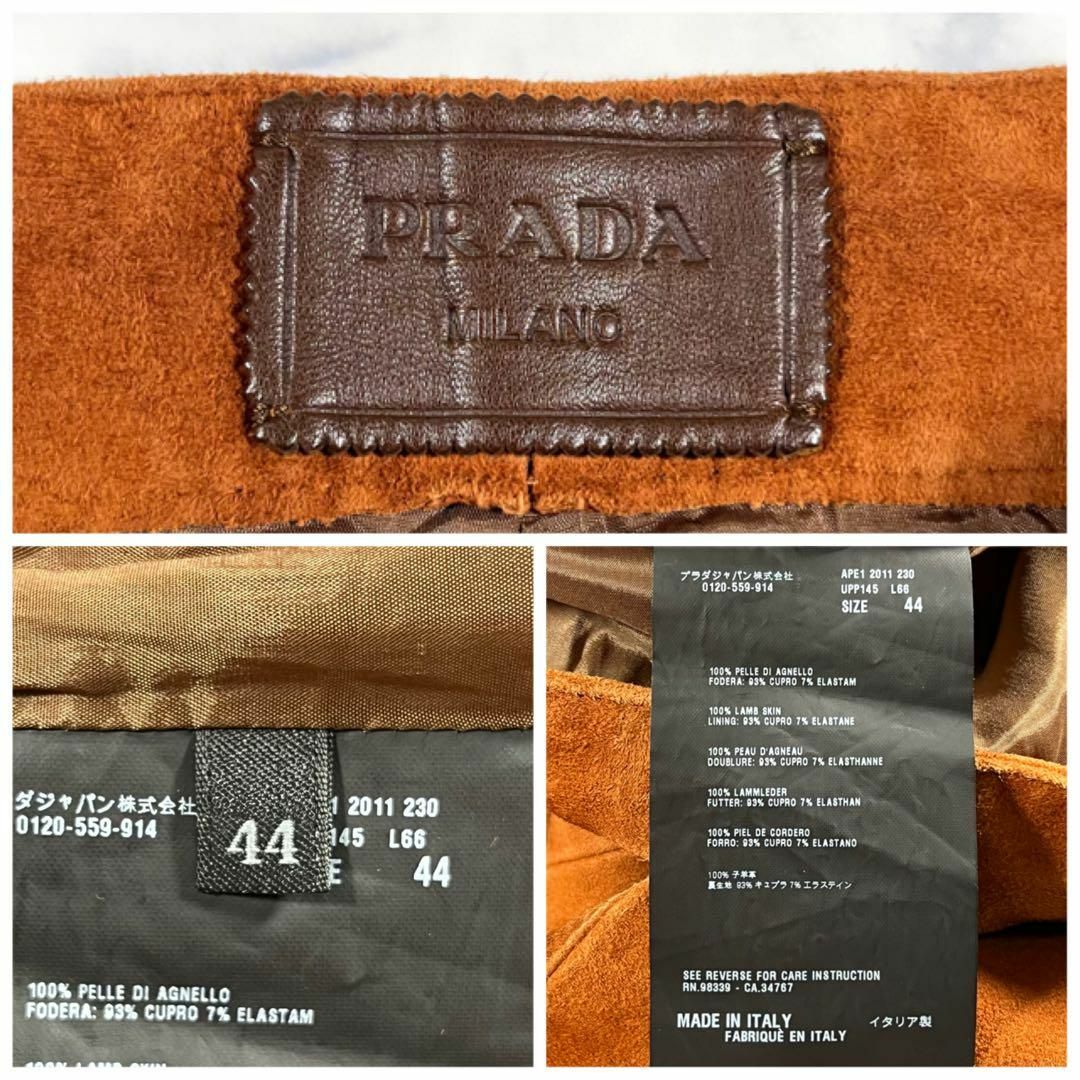 PRADA
MILANO
ダジャパン株式会社
0120-559-914
1 2011 230
145 L66
E 44
44
100% PELLE DI AGNELLO
FODERA: 93% CUPRO 7% ELASTAM
100% LAMB SKIN
プラダジャパン株式会社
0120-559-914
APE1 2011 230
UPP145 L66
SIZE 44
100% PELLE DI AGNELLO
FODERA: 93% CUPRO 7% ELASTAM
100% LAMB SKIN
LINING: 93% CUPRO 7% ELASTANE
100% PEAU D'AGNEAU
DOUBLURE: 93% CUPRO 7% ELASTHANNE
100% LAMMLEDER
FUTTER: 93% CUPRO 7% ELASTHAN
100% PIEL DE CORDERO
FORRO: 93% CUPRO 7% ELASTANO
100% 子羊革
裏生地 93% キュプラ 7% エラスティン
SEE REVERSE FOR CARE INSTRUCTION
RN.98339 - CA.34767
MADE IN ITALY イタリア製
FABRIQUÈ EN ITALY